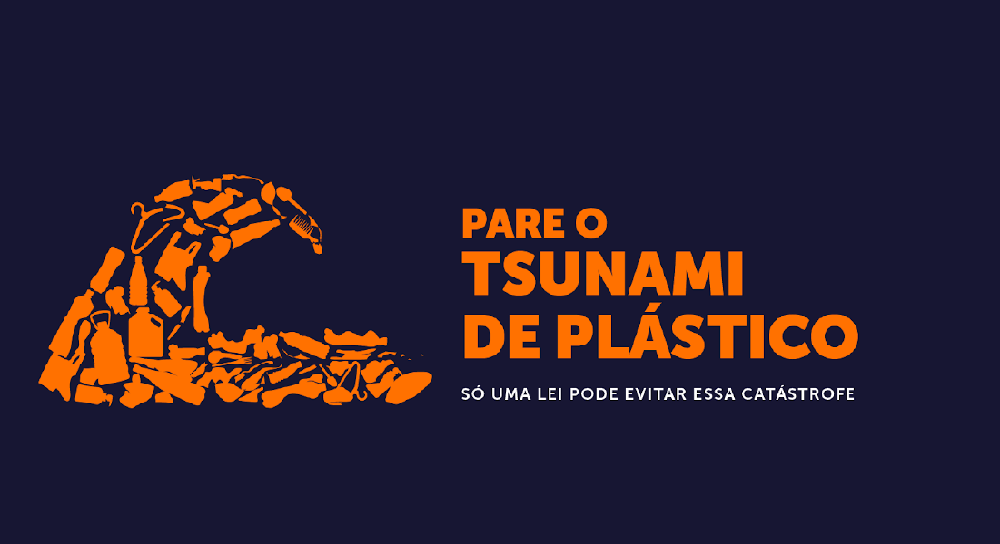 PARE O
TSUNAMI
DE PLÁSTICO
SÓ UMA LEI PODE EVITAR ESSA CATÁSTROFE